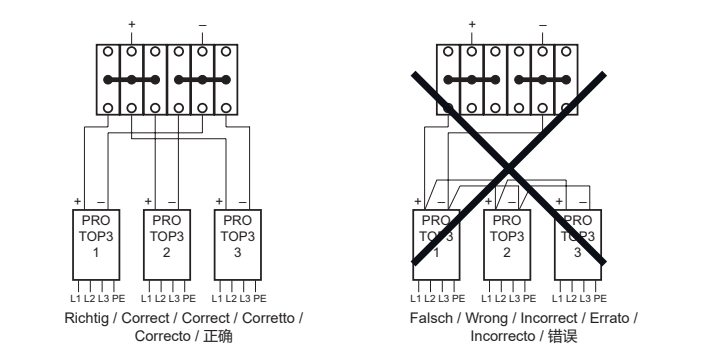 + –
+ –
+ – + – + –
+ – + – + –
PRO TOP3 1
PRO TOP3 2
PRO TOP3 3
PRO TOP3 1
PRO TOP3 2
PRO TOP3 3
L1 L2 L3 PE L1 L2 L3 PE L1 L2 L3 PE
L1 L2 L3 PE L1 L2 L3 PE L1 L2 L3 PE
Richtig / Correct / Correct / Corretto /
Correcto / 正确
Falsch / Wrong / Incorrect / Errato /
Incorrecto / 错误